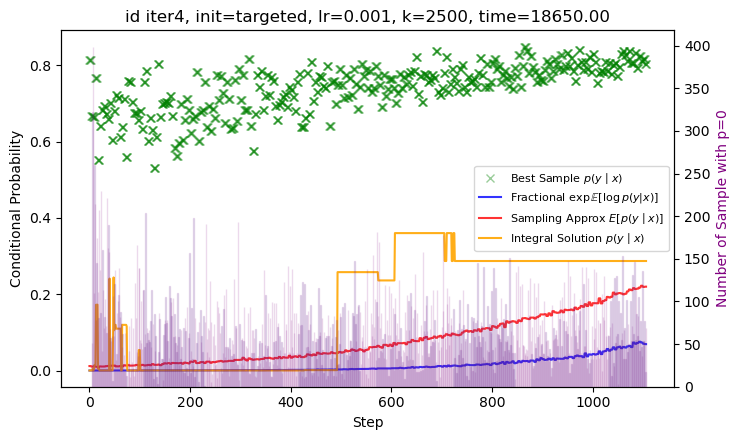 id iter4, init=targeted, lr=0.001, k=2500, time=18650.00
Conditional Probability
0.8
0.6
0.4
0.2
0.0
Best Sample p(y | x)
Fractional exp 𝔼[log p(y|x)]
Sampling Approx E[p(y | x)]
Integral Solution p(y | x)
400
350
300
250
200
150
100
50
0
Number of Sample with p=0
0 200 400 600 800 1000
Step